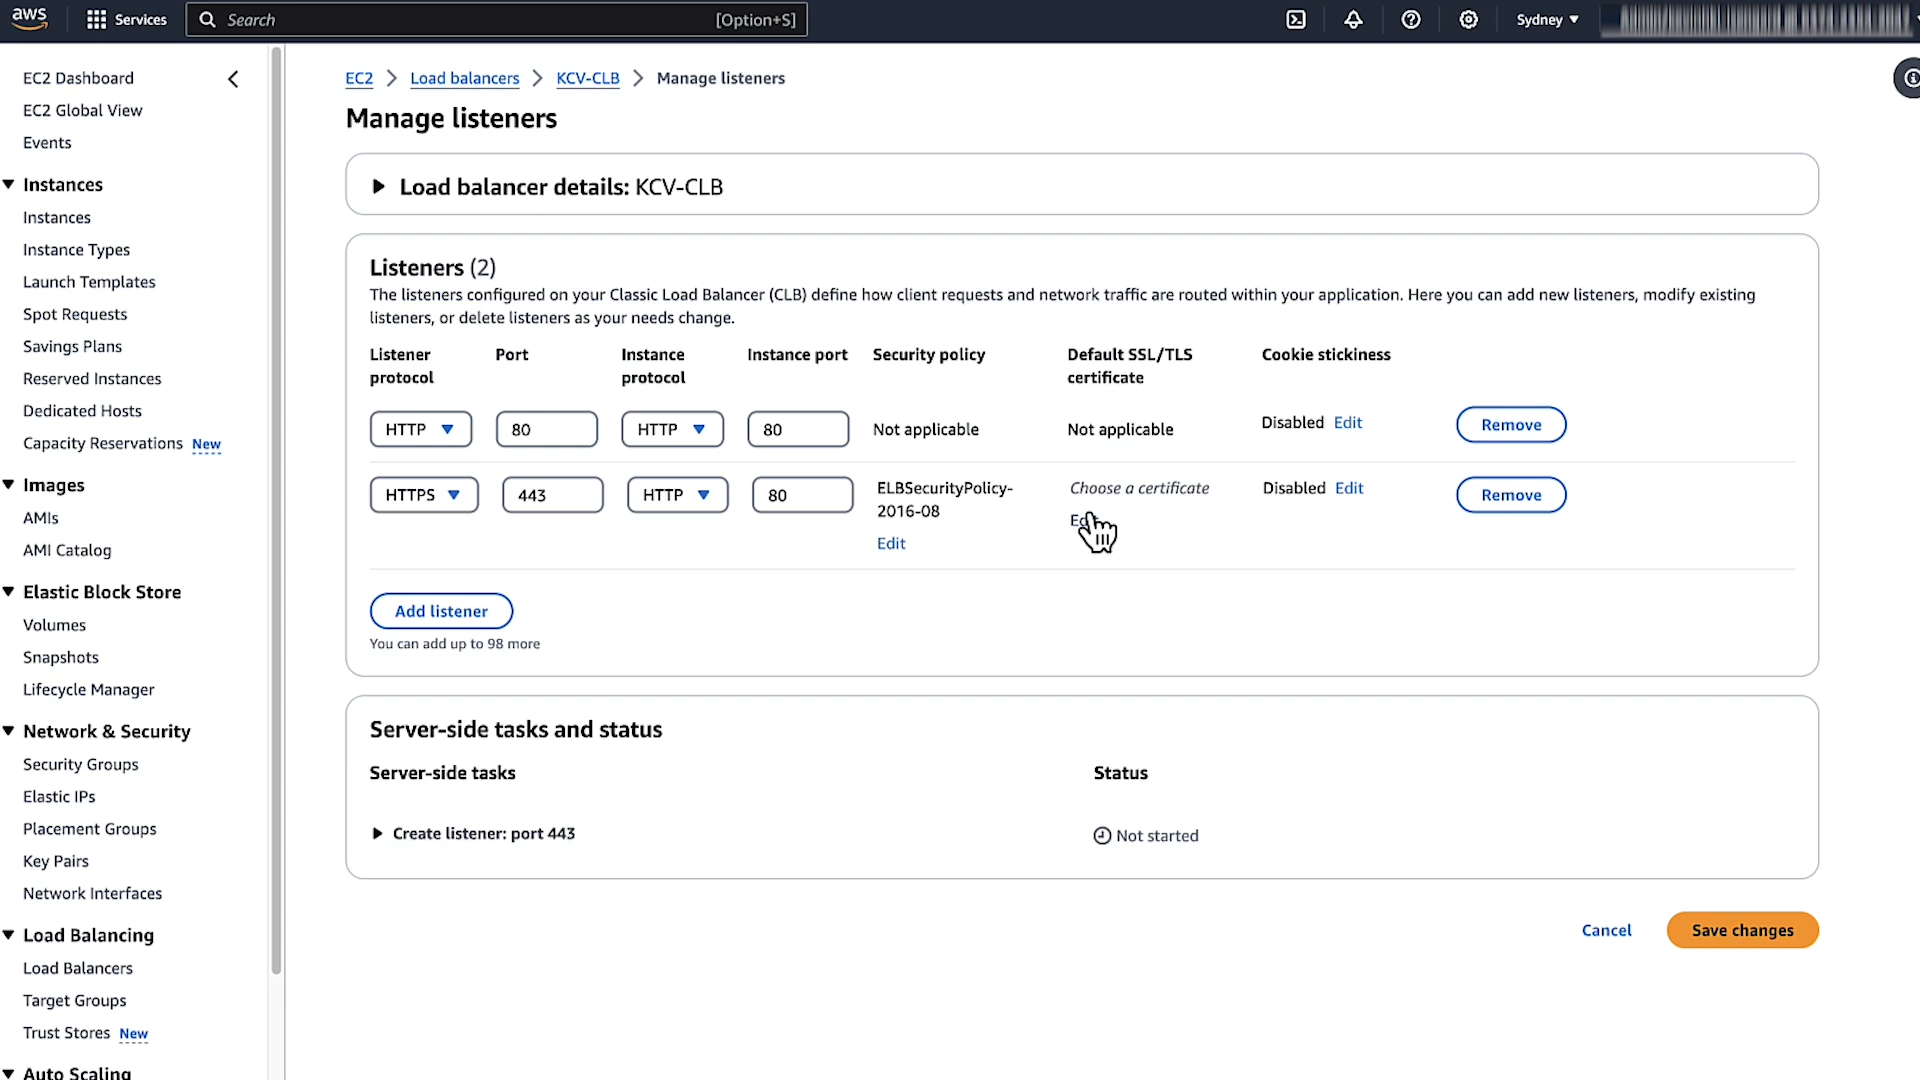 aws
Services
Search
[Option+S]
Sydney
EC2 Dashboard
EC2 Global View
Events
Instances
Instances
Instance Types
Launch Templates
Spot Requests
Savings Plans
Reserved Instances
Dedicated Hosts
Capacity Reservations New
Images
AMIs
AMI Catalog
Elastic Block Store
Volumes
Snapshots
Lifecycle Manager
Network & Security
Security Groups
Elastic IPs
Placement Groups
Key Pairs
Network Interfaces
Load Balancing
Load Balancers
Target Groups
Trust Stores New
Auto Scaling
EC2 > Load balancers > KCV-CLB > Manage listeners
Manage listeners
Load balancer details: KCV-CLB
Listeners (2)
The listeners configured on your Classic Load Balancer (CLB) define how client requests and network traffic are routed within your application. Here you can add new listeners, modify existing
listeners, or delete listeners as your needs change.
Listener protocol Port Instance protocol Instance port Security policy Default SSL/TLS certificate Cookie stickiness
HTTP 80 HTTP 80 Not applicable Not applicable Disabled Edit Remove
HTTPS 443 HTTP 80 ELBSecurityPolicy- Choose a certificate Disabled Edit Remove
2016-08
Edit
Add listener
You can add up to 98 more
Server-side tasks and status
Server-side tasks Status
Create listener: port 443 Not started
Cancel Save changes